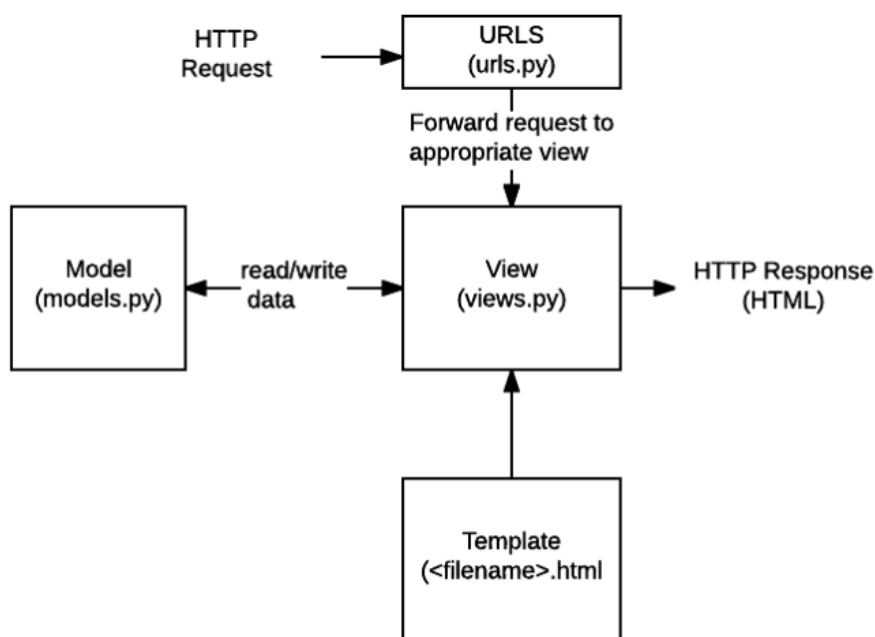 HTTP
Request
URLS
(urls.py)
Forward request to
appropriate view
Model
(models.py)
read/write
data
View
(views.py)
HTTP Response
(HTML)
Template
(<filename>.html